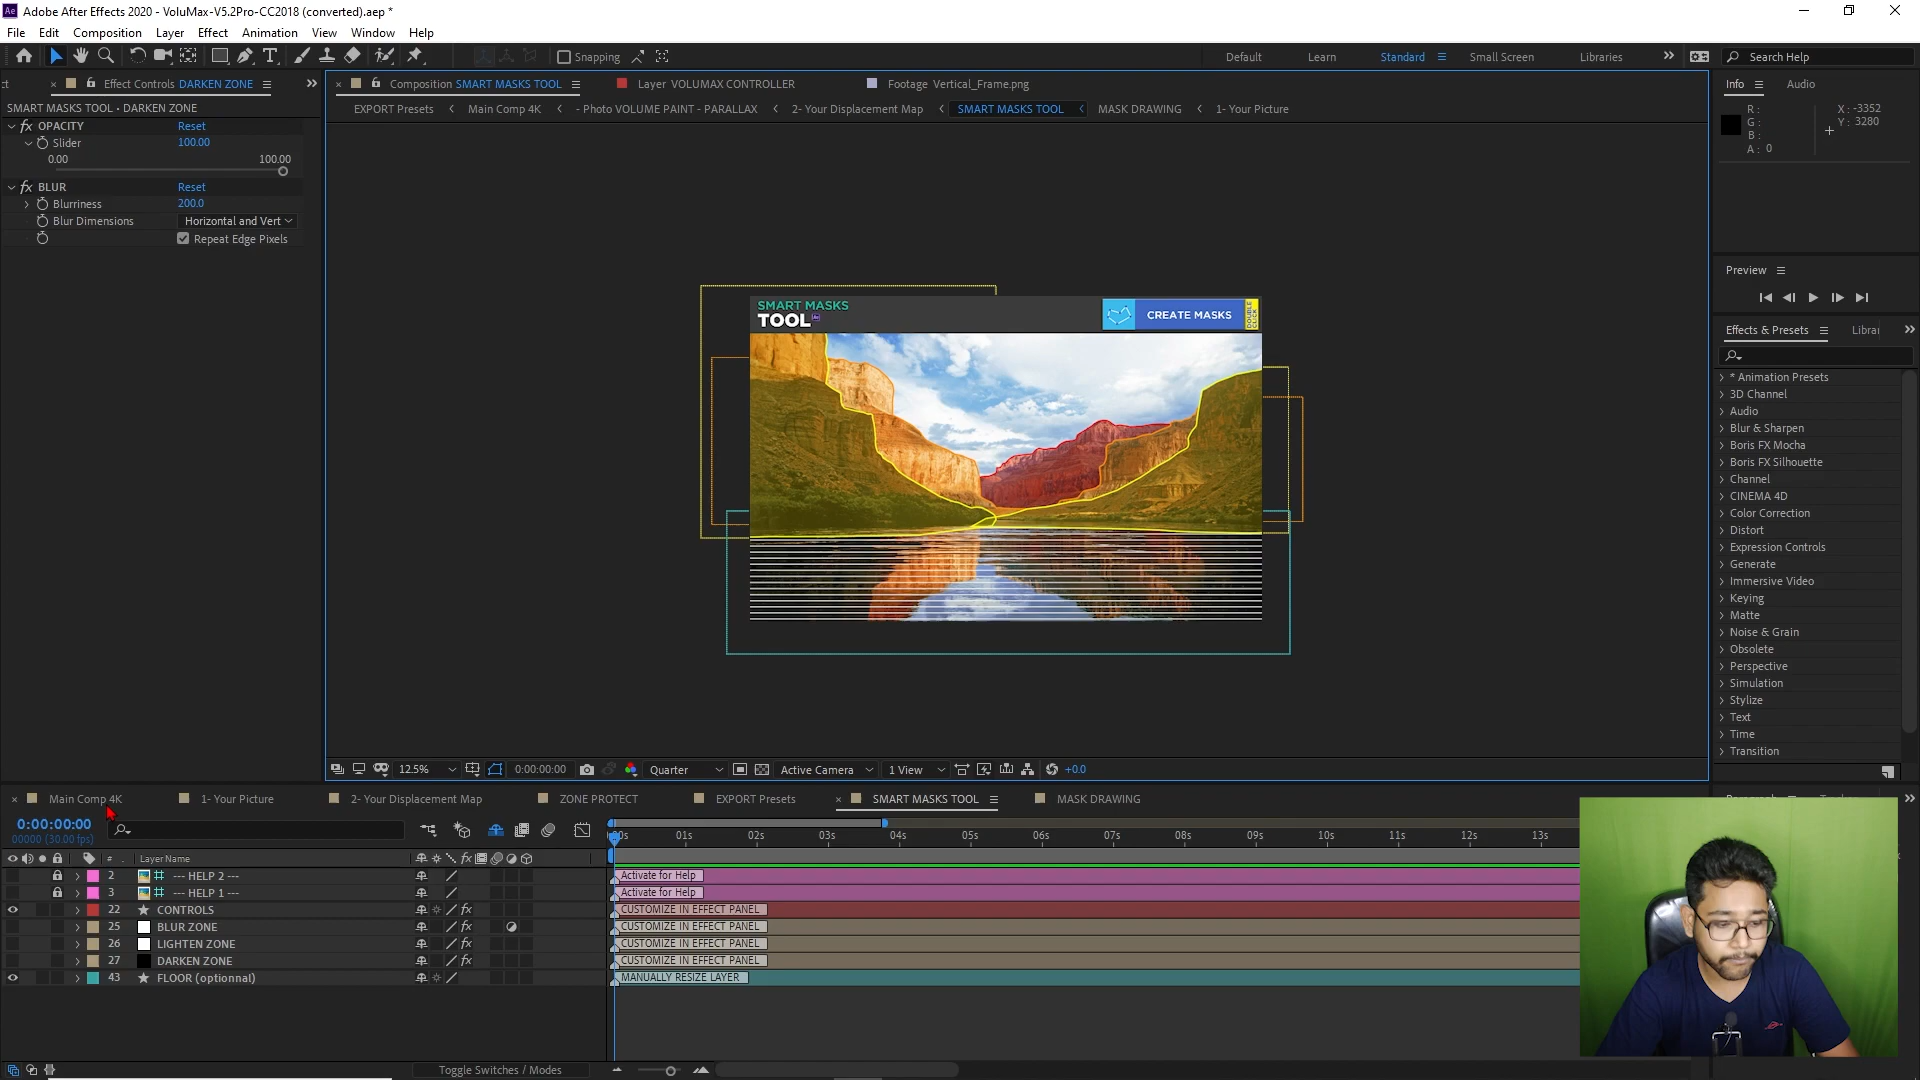 Adobe After Effects 2020 - VoluMax-V5.2Pro-CC2018 (converted).aep *
File Edit Composition Layer Effect Animation View Window Help
Snapping
Default Learn Standard Small Screen Libraries Search Help
Effect Controls DARKEN ZONE
Composition SMART MASKS TOOL
Layer VOLUMAX CONTROLLER
Footage Vertical_Frame.png
Info Audio
SMART MASKS TOOL • DARKEN ZONE
EXPORT Presets Main Comp 4K - Photo VOLUME PAINT - PARALLAX 2- Your Displacement Map SMART MASKS TOOL MASK DRAWING 1- Your Picture
R :
G :
B :
A : 0
X : -3352
Y : 3280
fx OPACITY Reset
Slider 100.00
0.00 100.00
fx BLUR Reset
Blurriness 200.0
Blur Dimensions Horizontal and Vert
Repeat Edge Pixels
SMART MASKS
TOOL
CREATE MASKS
DOUBLE
CLICK
Preview
Effects & Presets
* Animation Presets
3D Channel
Audio
Blur & Sharpen
Boris FX Mocha
Boris FX Silhouette
Channel
CINEMA 4D
Color Correction
Distort
Expression Controls
Generate
Immersive Video
Keying
Matte
Noise & Grain
Obsolete
Perspective
Simulation
Stylize
Text
Time
Transition
12.5% 0:00:00:00 Quarter Active Camera 1 View +0.0
Main Comp 4K 1- Your Picture 2- Your Displacement Map ZONE PROTECT EXPORT Presets SMART MASKS TOOL MASK DRAWING
0:00:00:00
00000 (30.00 fps)
01s 02s 03s 04s 05s 06s 07s 08s 09s 10s 11s 12s 13s
# Layer Name
2 --- HELP 2 --- Activate for Help
3 --- HELP 1 --- Activate for Help
22 CONTROLS fx CUSTOMIZE IN EFFECT PANEL
25 BLUR ZONE fx CUSTOMIZE IN EFFECT PANEL
26 LIGHTEN ZONE fx CUSTOMIZE IN EFFECT PANEL
27 DARKEN ZONE fx CUSTOMIZE IN EFFECT PANEL
43 FLOOR (optionnal) MANUALLY RESIZE LAYER
Toggle Switches / Modes